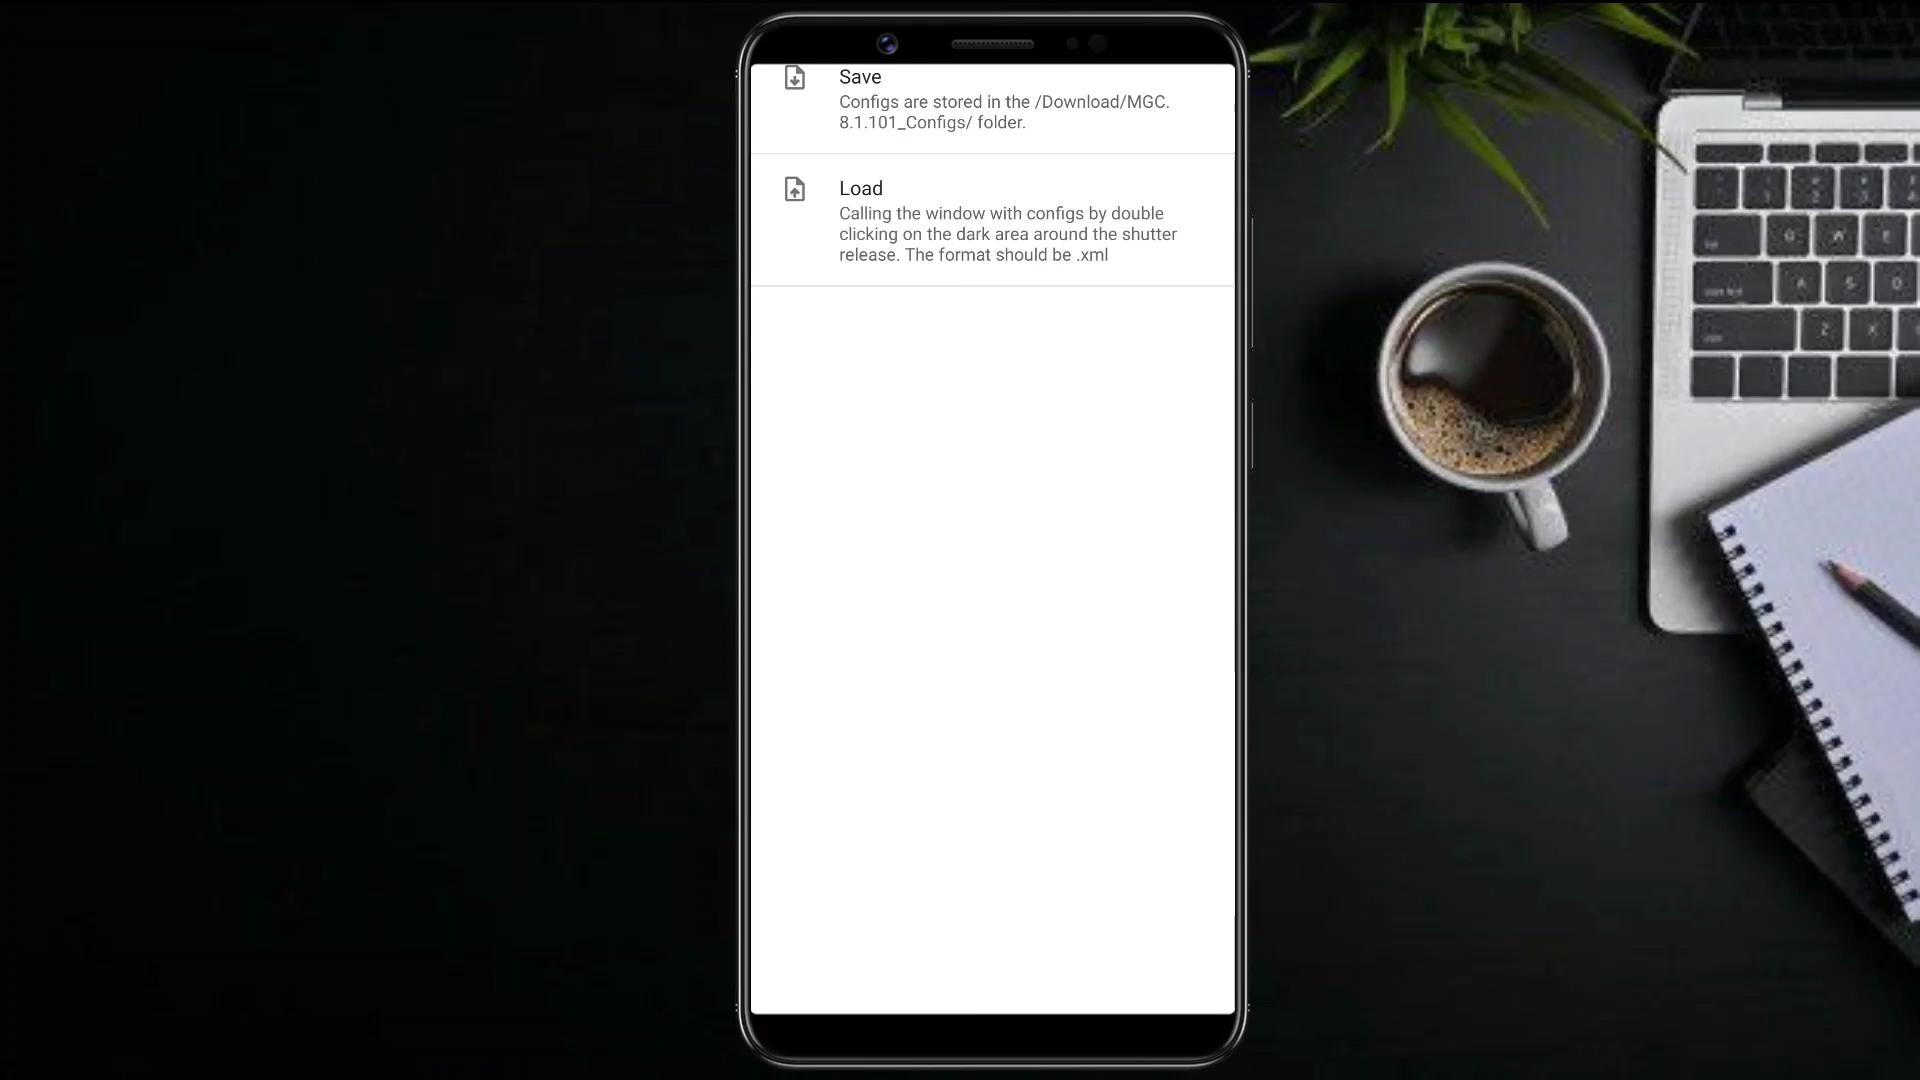 Save
Configs are stored in the /Download/MGC.
8.1.101_Configs/ folder.
Load
Calling the window with configs by double
clicking on the dark area around the shutter
release. The format should be .xml
Q W E
A S D
Z X